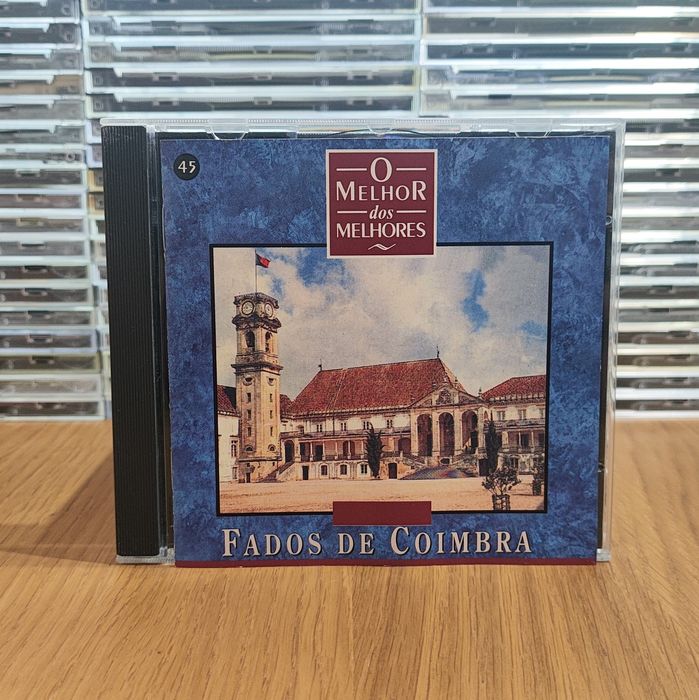 45
O
MELHOR
dos
MELHORES
FADOS DE COIMBRA